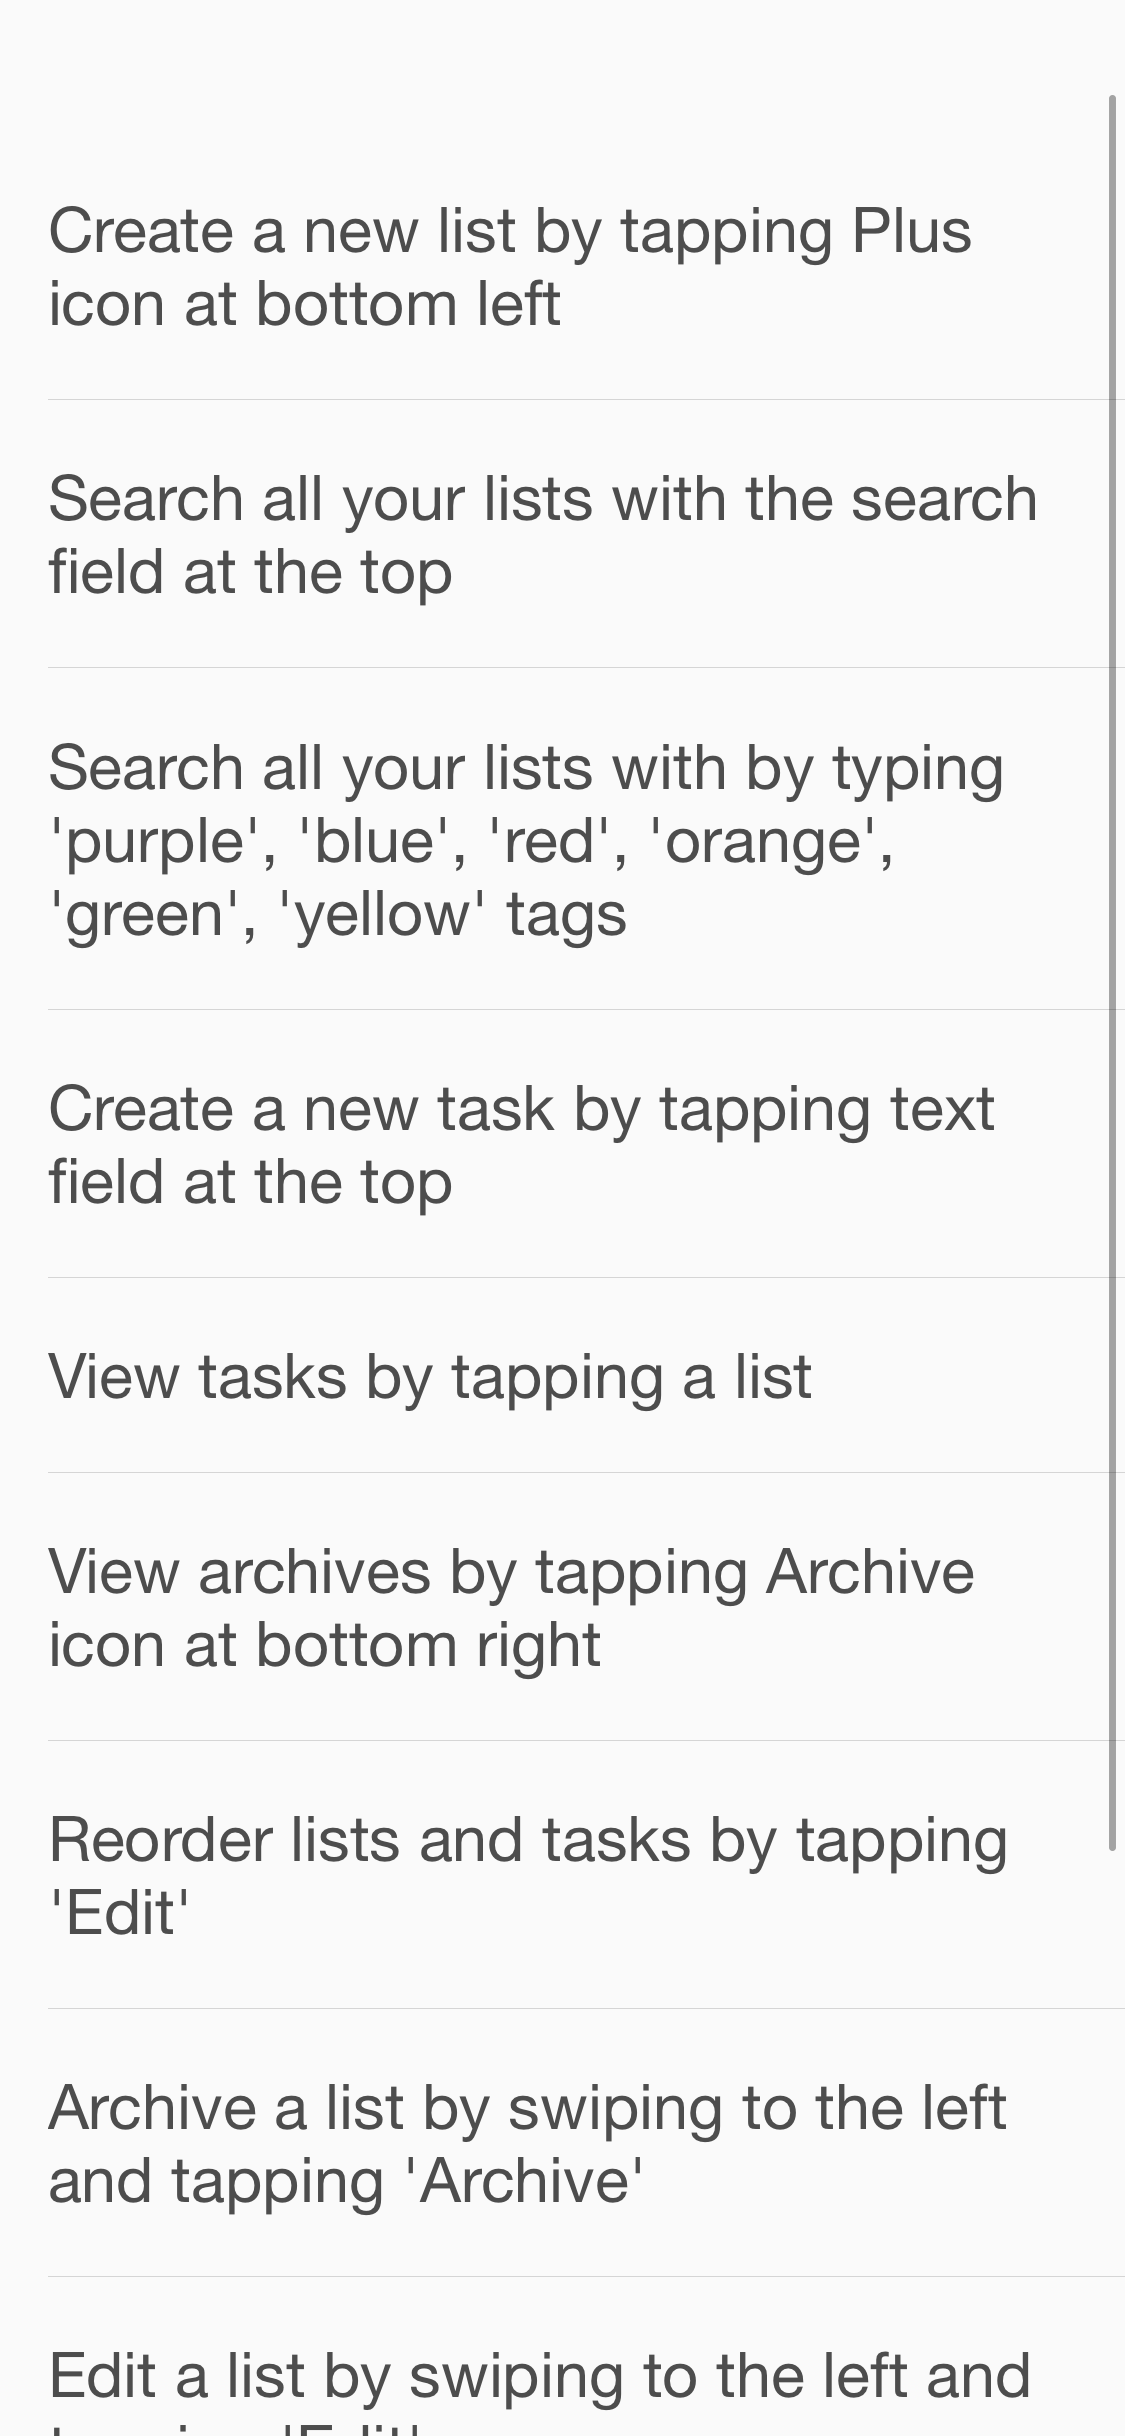 Create a new list by tapping Plus
icon at bottom left
Search all your lists with the search
field at the top
Search all your lists with by typing
'purple', 'blue', 'red', 'orange',
'green', 'yellow' tags
Create a new task by tapping text
field at the top
View tasks by tapping a list
View archives by tapping Archive
icon at bottom right
Reorder lists and tasks by tapping
'Edit'
Archive a list by swiping to the left
and tapping 'Archive'
Edit a list by swiping to the left and
tapping 'Edit'